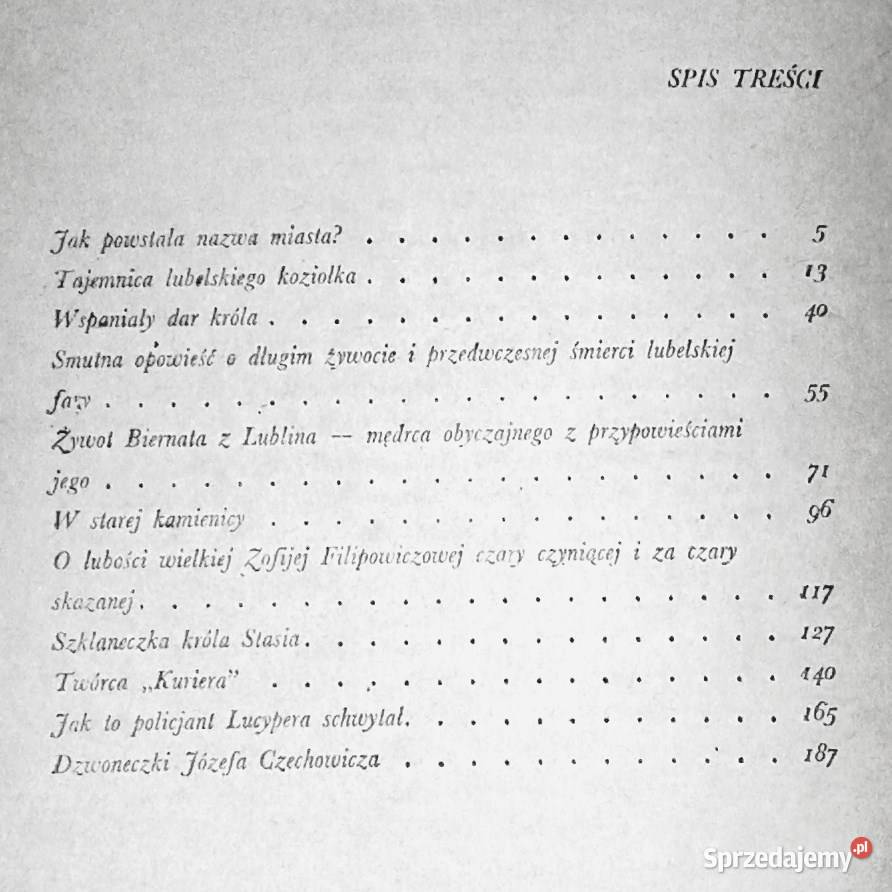 SPIS TREŚCI
Jak powstała nazwa miasta? . . . . . . . . . . . . . 5
Tajemnica lubelskiego koziołka . . . . . . . . . . . . . 13
Wspaniały dar króla . . . . . . . . . . . . . . . . 40
Smutna opowieść o długim żywocie i przedwczesnej śmierci lubelskiej
fary . . . . . . . . . . . . . . . . . . . . . 55
Żywot Biernata z Lublina — mędrca obyczajnego z przypowieściami
jego . . . . . . . . . . . . . . . . . . . . . 71
W starej kamienicy . . . . . . . . . . . . . . . . 96
O lubości wielkiej Zofijej Filipowiczowej czary czyniącej i za czary
skazanej . . . . . . . . . . . . . . . . . . . . 117
Szklaneczka króla Stasia . . . . . . . . . . . . . . . 127
Twórca „Kuriera” . . . . . . . . . . . . . . . . 140
Jak to policjant Lucypera schwytał . . . . . . . . . . . . 165
Dzwoneczki Józefa Czechowicza . . . . . . . . . . . . 187
Sprzedajemy.pl